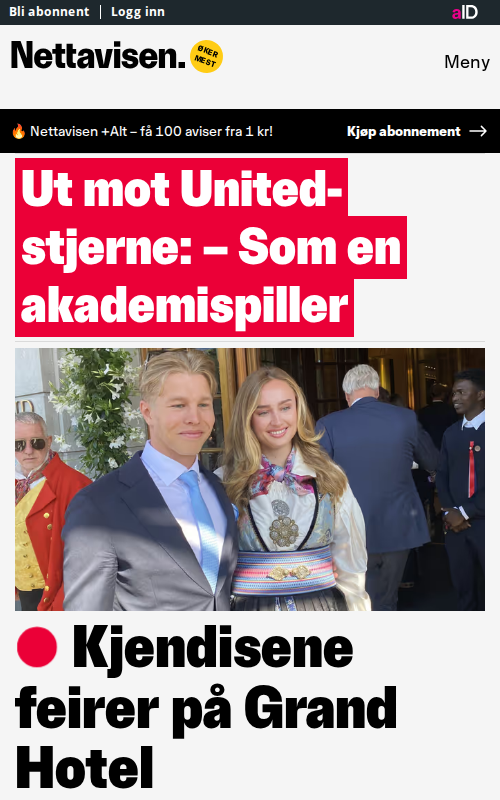 Bli abonnent | Logg inn
aID
Nettavisen.
ØKER
MEST
Meny
🔥 Nettavisen +Alt – få 100 aviser fra 1 kr!
Kjøp abonnement →
Ut mot United-
stjerne: – Som en
akademispiller
Kjendisene
feirer på Grand
Hotel